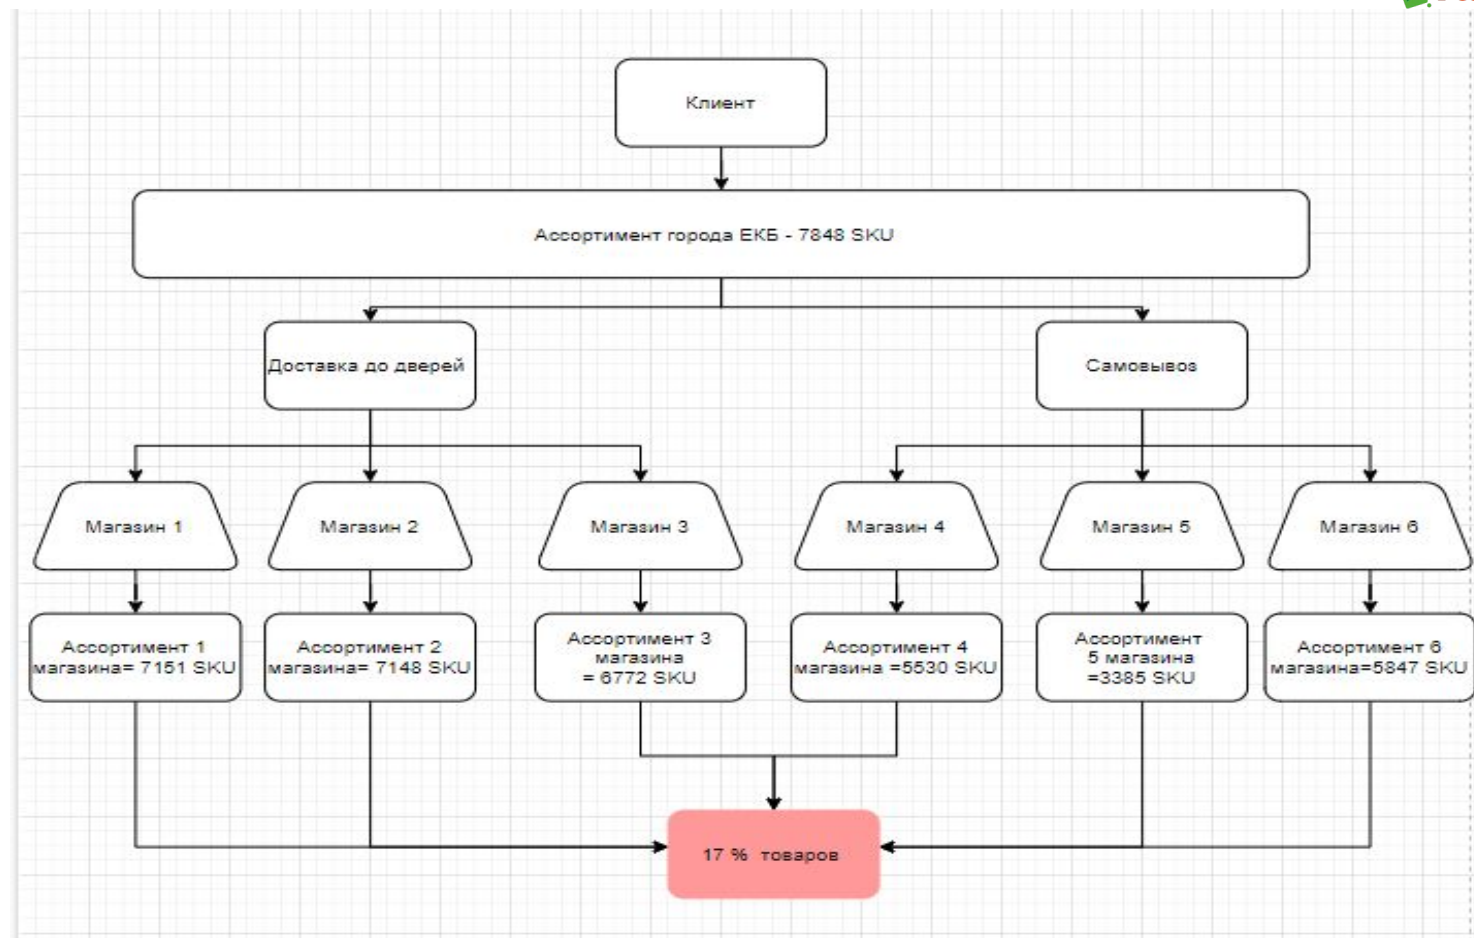 Клиент
Ассортимент города ЕКБ - 7848 SKU
Доставка до дверей
Самовывоз
Магазин 1
Магазин 2
Магазин 3
Магазин 4
Магазин 5
Магазин 6
Ассортимент 1
магазина= 7151 SKU
Ассортимент 2
магазина= 7148 SKU
Ассортимент 3
магазина
= 6772 SKU
Ассортимент 4
магазина =5530 SKU
Ассортимент
5 магазина
=3385 SKU
Ассортимент 6
магазина=5847 SKU
17 % товаров